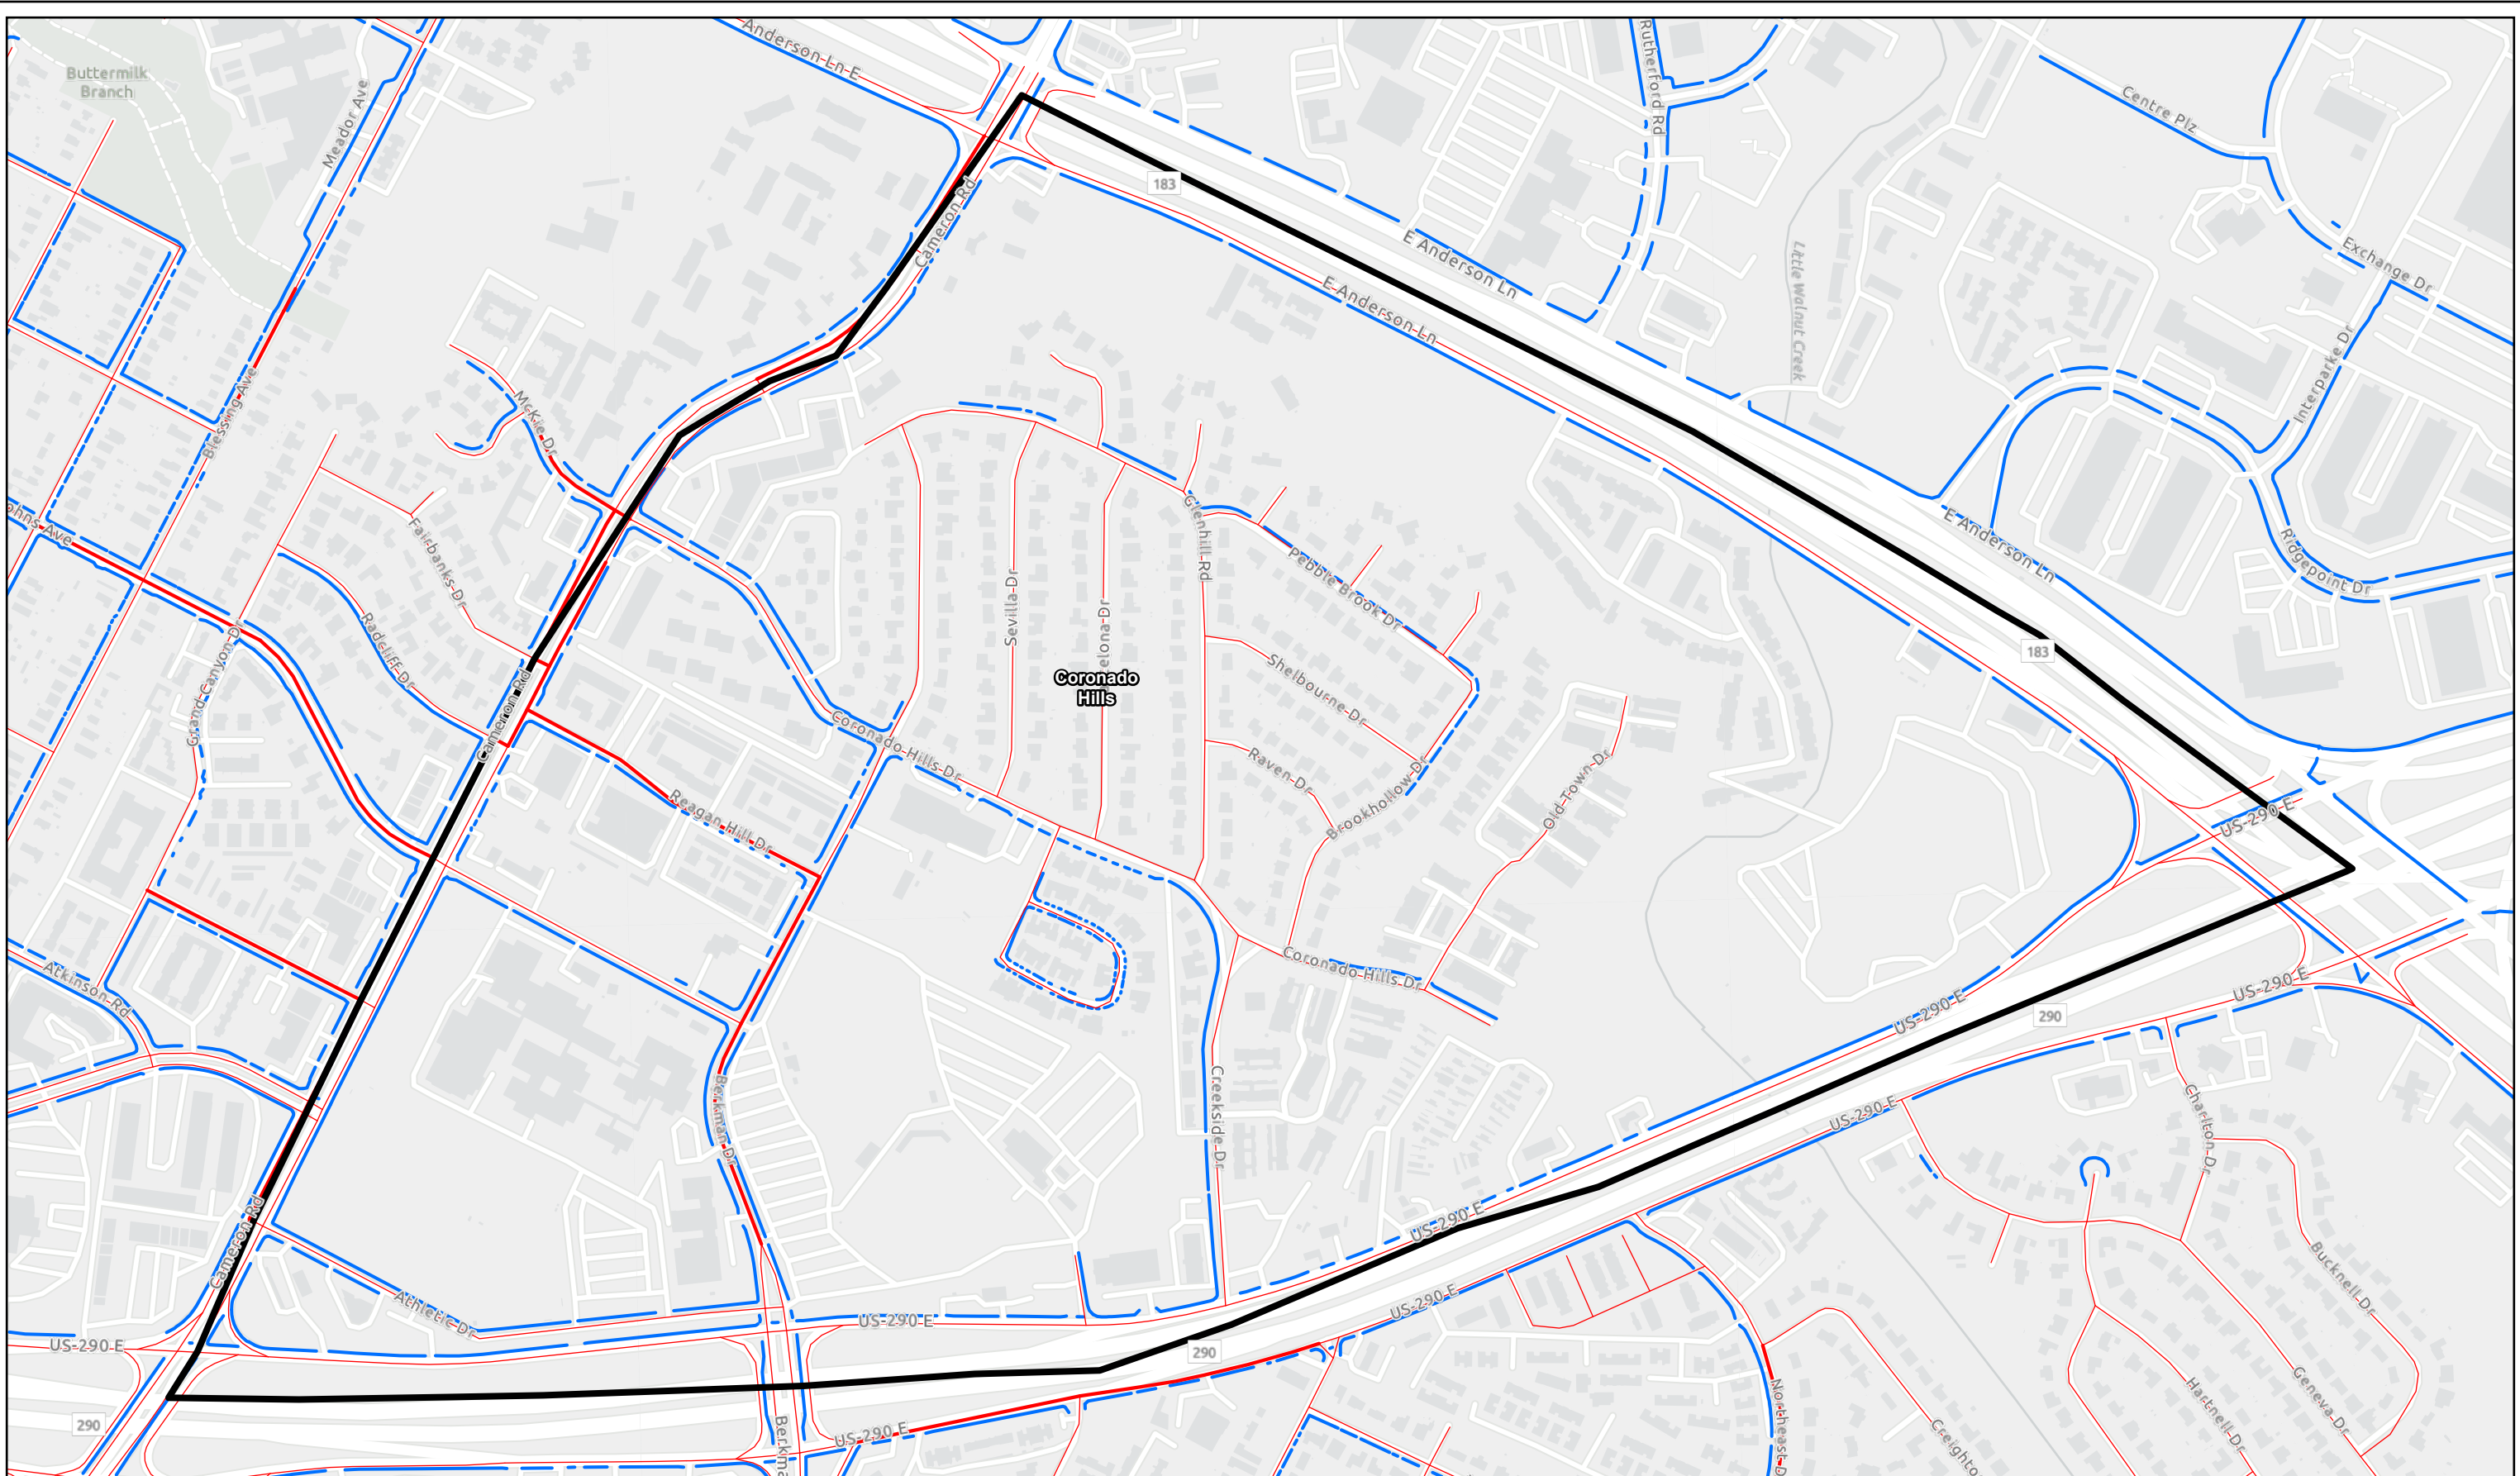 Anderson Ln E
Rutherford Rd
Buttermilk
Branch
Centre Plz
Meador Ave
183
Cameron Rd
E Anderson Ln
Exchange Dr
Little Walnut Creek
E Anderson Ln
Interparke Dr
Blessing Ave
McKie Dr
ohns Ave
Glenhill Rd
E Anderson Ln
Ridgepoint Dr
Fairbanks Dr
Pebble Brook Dr
Sevilla Dr
elona Dr
Radcliff Dr
Grand Canyon Dr
183
Coronado
Hills
Shelbourne Dr
Cameron Rd
Coronado Hills Dr
Raven Dr
Old Town Dr
Reagan Hill Dr
Brookhollow Dr
US-290 E
Coronado Hills Dr
Atkinson Rd
US-290 E
US-290 E
290
Berkman Dr
Creekside Dr
US-290 E
Charlton Dr
Cameron Rd
US-290 E
Bucknell Dr
Athletic Dr
US-290 E
US-290 E
US-290 E
290
Geneva Dr
Hartnell Dr
290
US-290 E
Berkma
Northeast D
Creighto